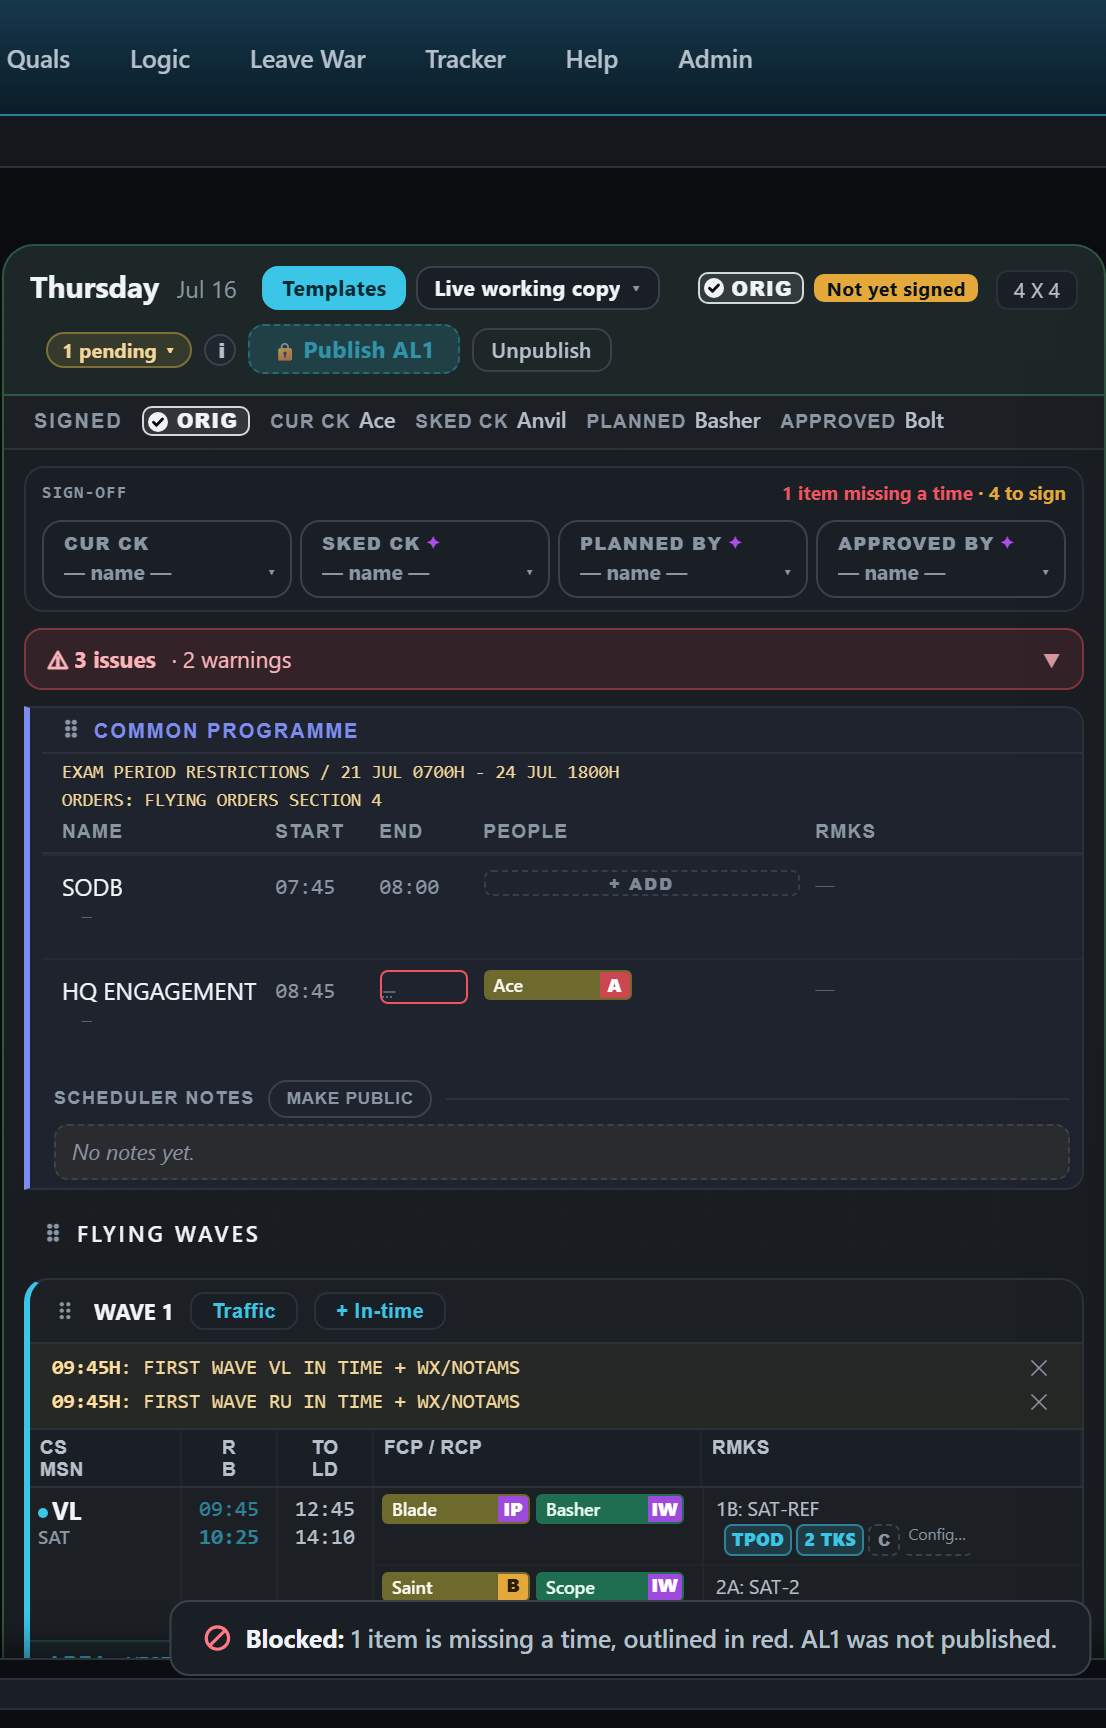 Quals Logic Leave War Tracker Help Admin
Thursday Jul 16 Templates Live working copy ORIG Not yet signed 4 X 4
1 pending i Publish AL1 Unpublish
SIGNED ORIG CUR CK Ace SKED CK Anvil PLANNED Basher APPROVED Bolt
SIGN-OFF 1 item missing a time · 4 to sign
CUR CK SKED CK PLANNED BY APPROVED BY
— name — — name — — name — — name —
3 issues · 2 warnings
COMMON PROGRAMME
EXAM PERIOD RESTRICTIONS / 21 JUL 0700H - 24 JUL 1800H
ORDERS: FLYING ORDERS SECTION 4
NAME START END PEOPLE RMKS
SODB 07:45 08:00 + ADD —
–
HQ ENGAGEMENT 08:45 Ace A —
–
SCHEDULER NOTES MAKE PUBLIC
No notes yet.
FLYING WAVES
WAVE 1 Traffic + In-time
09:45H: FIRST WAVE VL IN TIME + WX/NOTAMS
09:45H: FIRST WAVE RU IN TIME + WX/NOTAMS
CS R TO FCP / RCP RMKS
MSN B LD
VL 09:45 12:45 Blade IP Basher IW 1B: SAT-REF
SAT 10:25 14:10 TPOD 2 TKS C Config...
Saint B Scope IW 2A: SAT-2
Blocked: 1 item is missing a time, outlined in red. AL1 was not published.